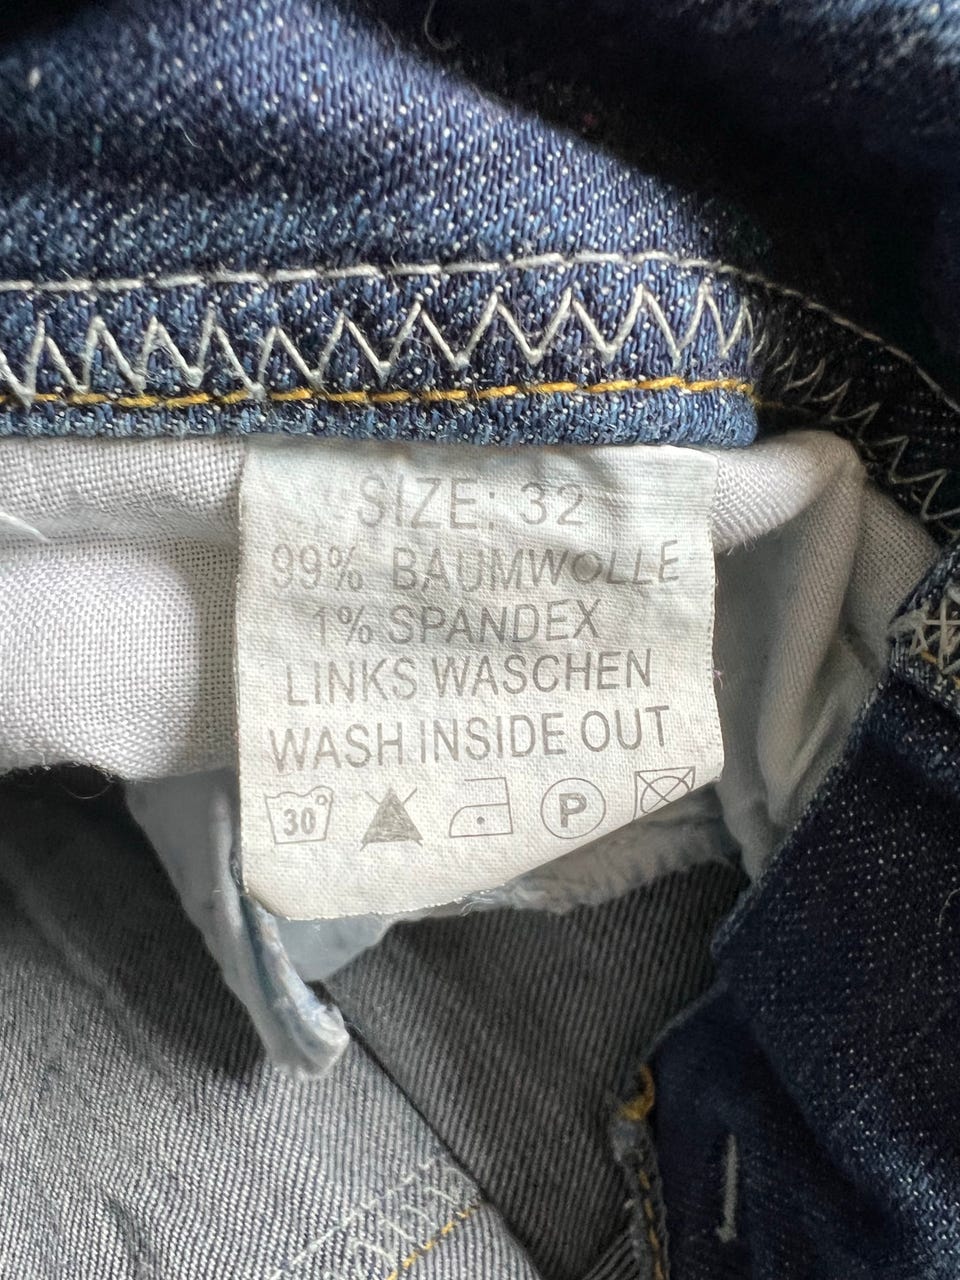 SIZE: 32
99% BAUMWOLLE
1% SPANDEX
LINKS WASCHEN
WASH INSIDE OUT
30° P